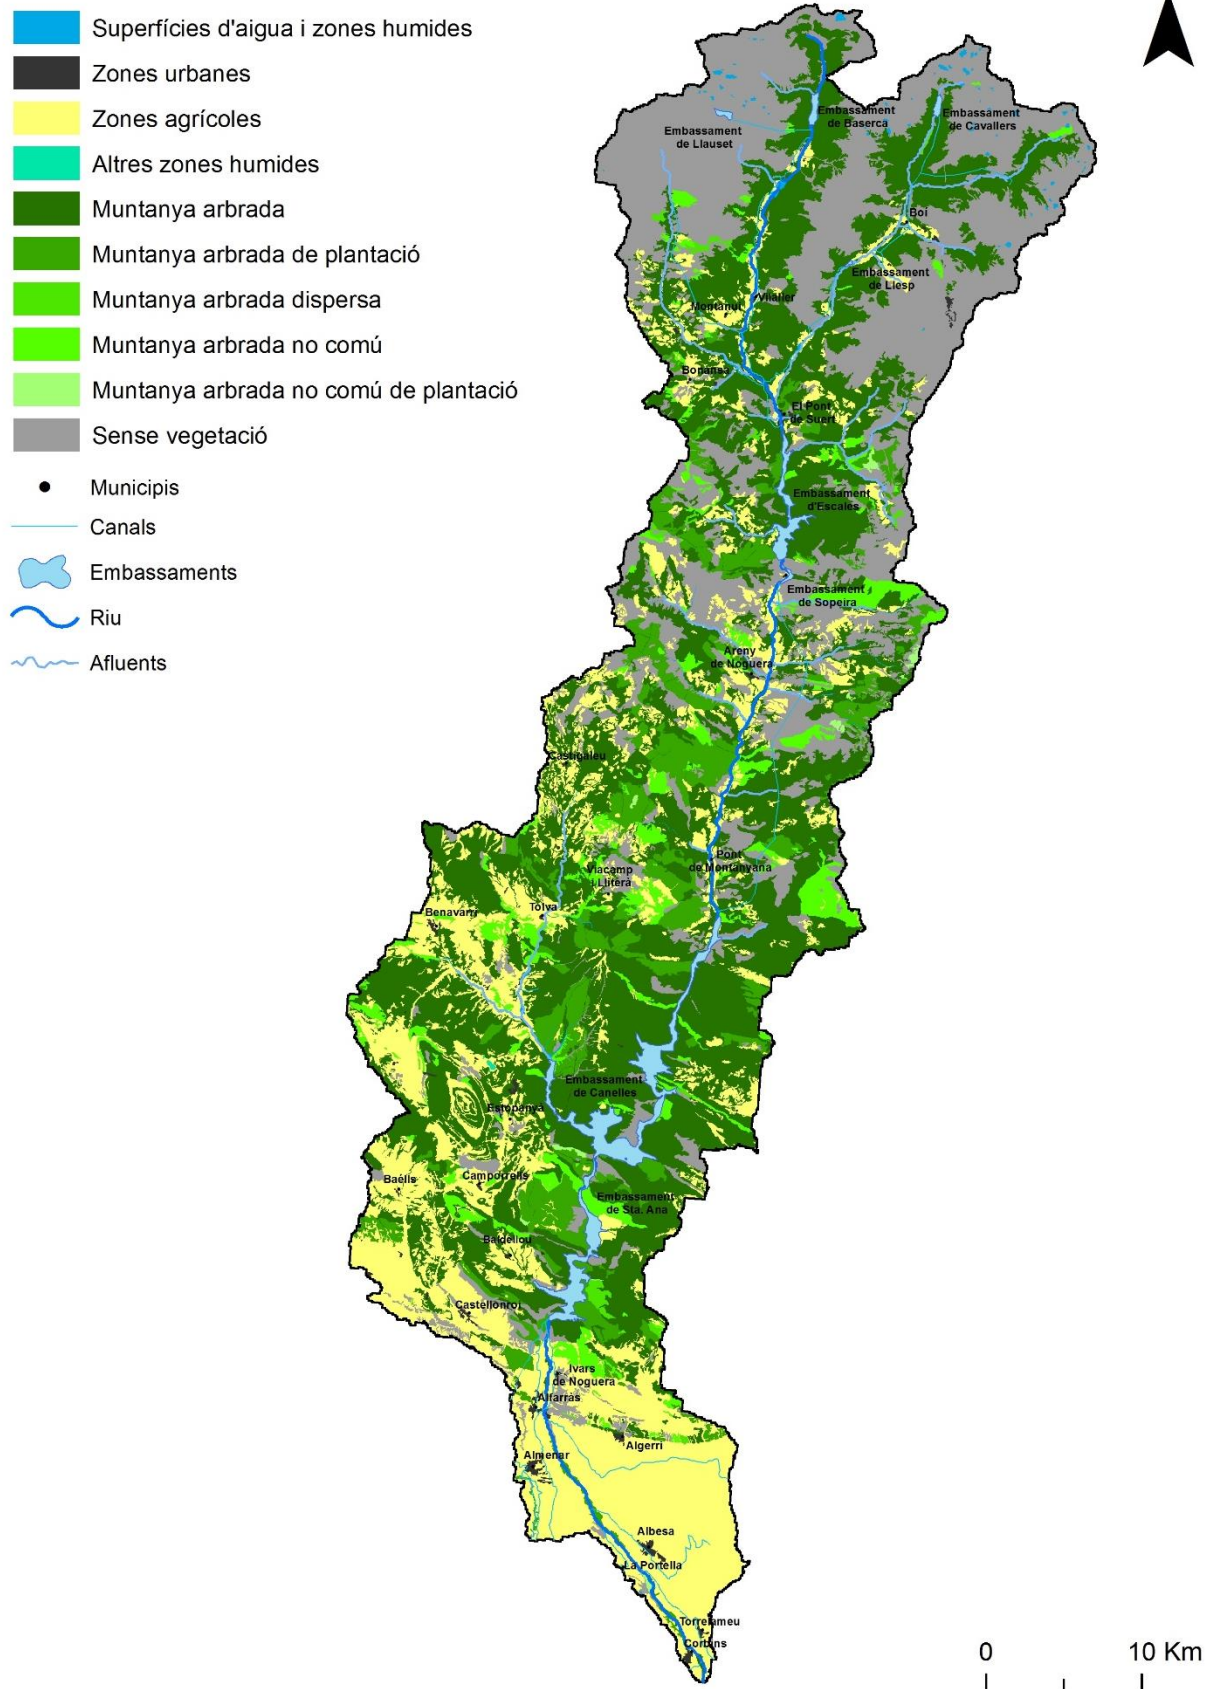 Superfícies d'aigua i zones humides
Zones urbanes
Zones agrícoles
Altres zones humides
Muntanya arbrada
Muntanya arbrada de plantació
Muntanya arbrada dispersa
Muntanya arbrada no comú
Muntanya arbrada no comú de plantació
Sense vegetació
Municipis
Canals
Embassaments
Riu
Afluents
Embassament
de Baserca
Embassament
de Cavallers
Embassament
de Llauset
Boí
Embassament
de Llesp
Vilaller
Montanui
Bonansa
El Pont
de Suert
Embassament
d'Escales
Embassament
de Sopeira
Areny
de Noguera
Castigaleu
Pont
de Montanyana
Viacamp
i Lliterà
Tolva
Benavarri
Embassament
de Canelles
Estopanyà
Camporrells
Baélls
Embassament
de Sta. Ana
Baldellou
Castellonroi
Ivars
de Noguera
Alfarràs
Algerri
Almenar
Albesa
La Portella
Torrelameu
Corbins
0 10 Km